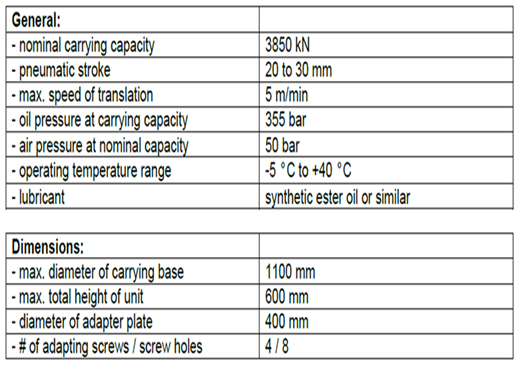 General:
- nominal carrying capacity 3850 kN
- pneumatic stroke 20 to 30 mm
- max. speed of translation 5 m/min
- oil pressure at carrying capacity 355 bar
- air pressure at nominal capacity 50 bar
- operating temperature range -5 °C to +40 °C
- lubricant synthetic ester oil or similar
Dimensions:
- max. diameter of carrying base 1100 mm
- max. total height of unit 600 mm
- diameter of adapter plate 400 mm
- # of adapting screws / screw holes 4 / 8